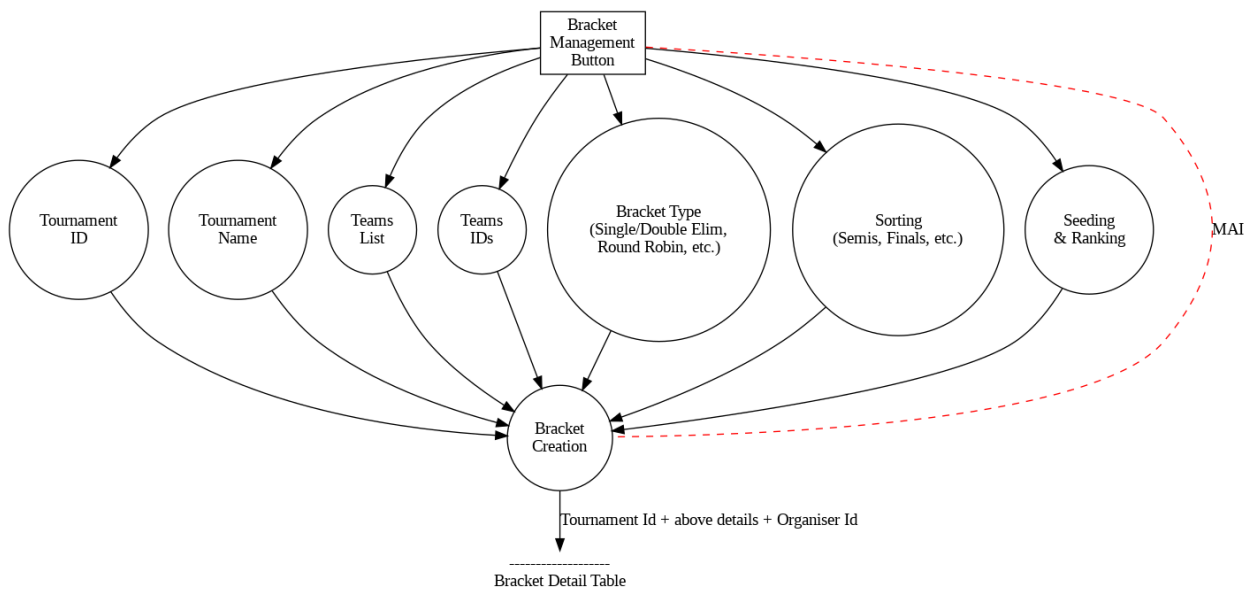 Bracket
Management
Button
Tournament
ID
Tournament
Name
Teams
List
Teams
IDs
Bracket Type
(Single/Double Elim,
Round Robin, etc.)
Sorting
(Semis, Finals, etc.)
Seeding
& Ranking
MAI
Bracket
Creation
Tournament Id + above details + Organiser Id
-------------------
Bracket Detail Table